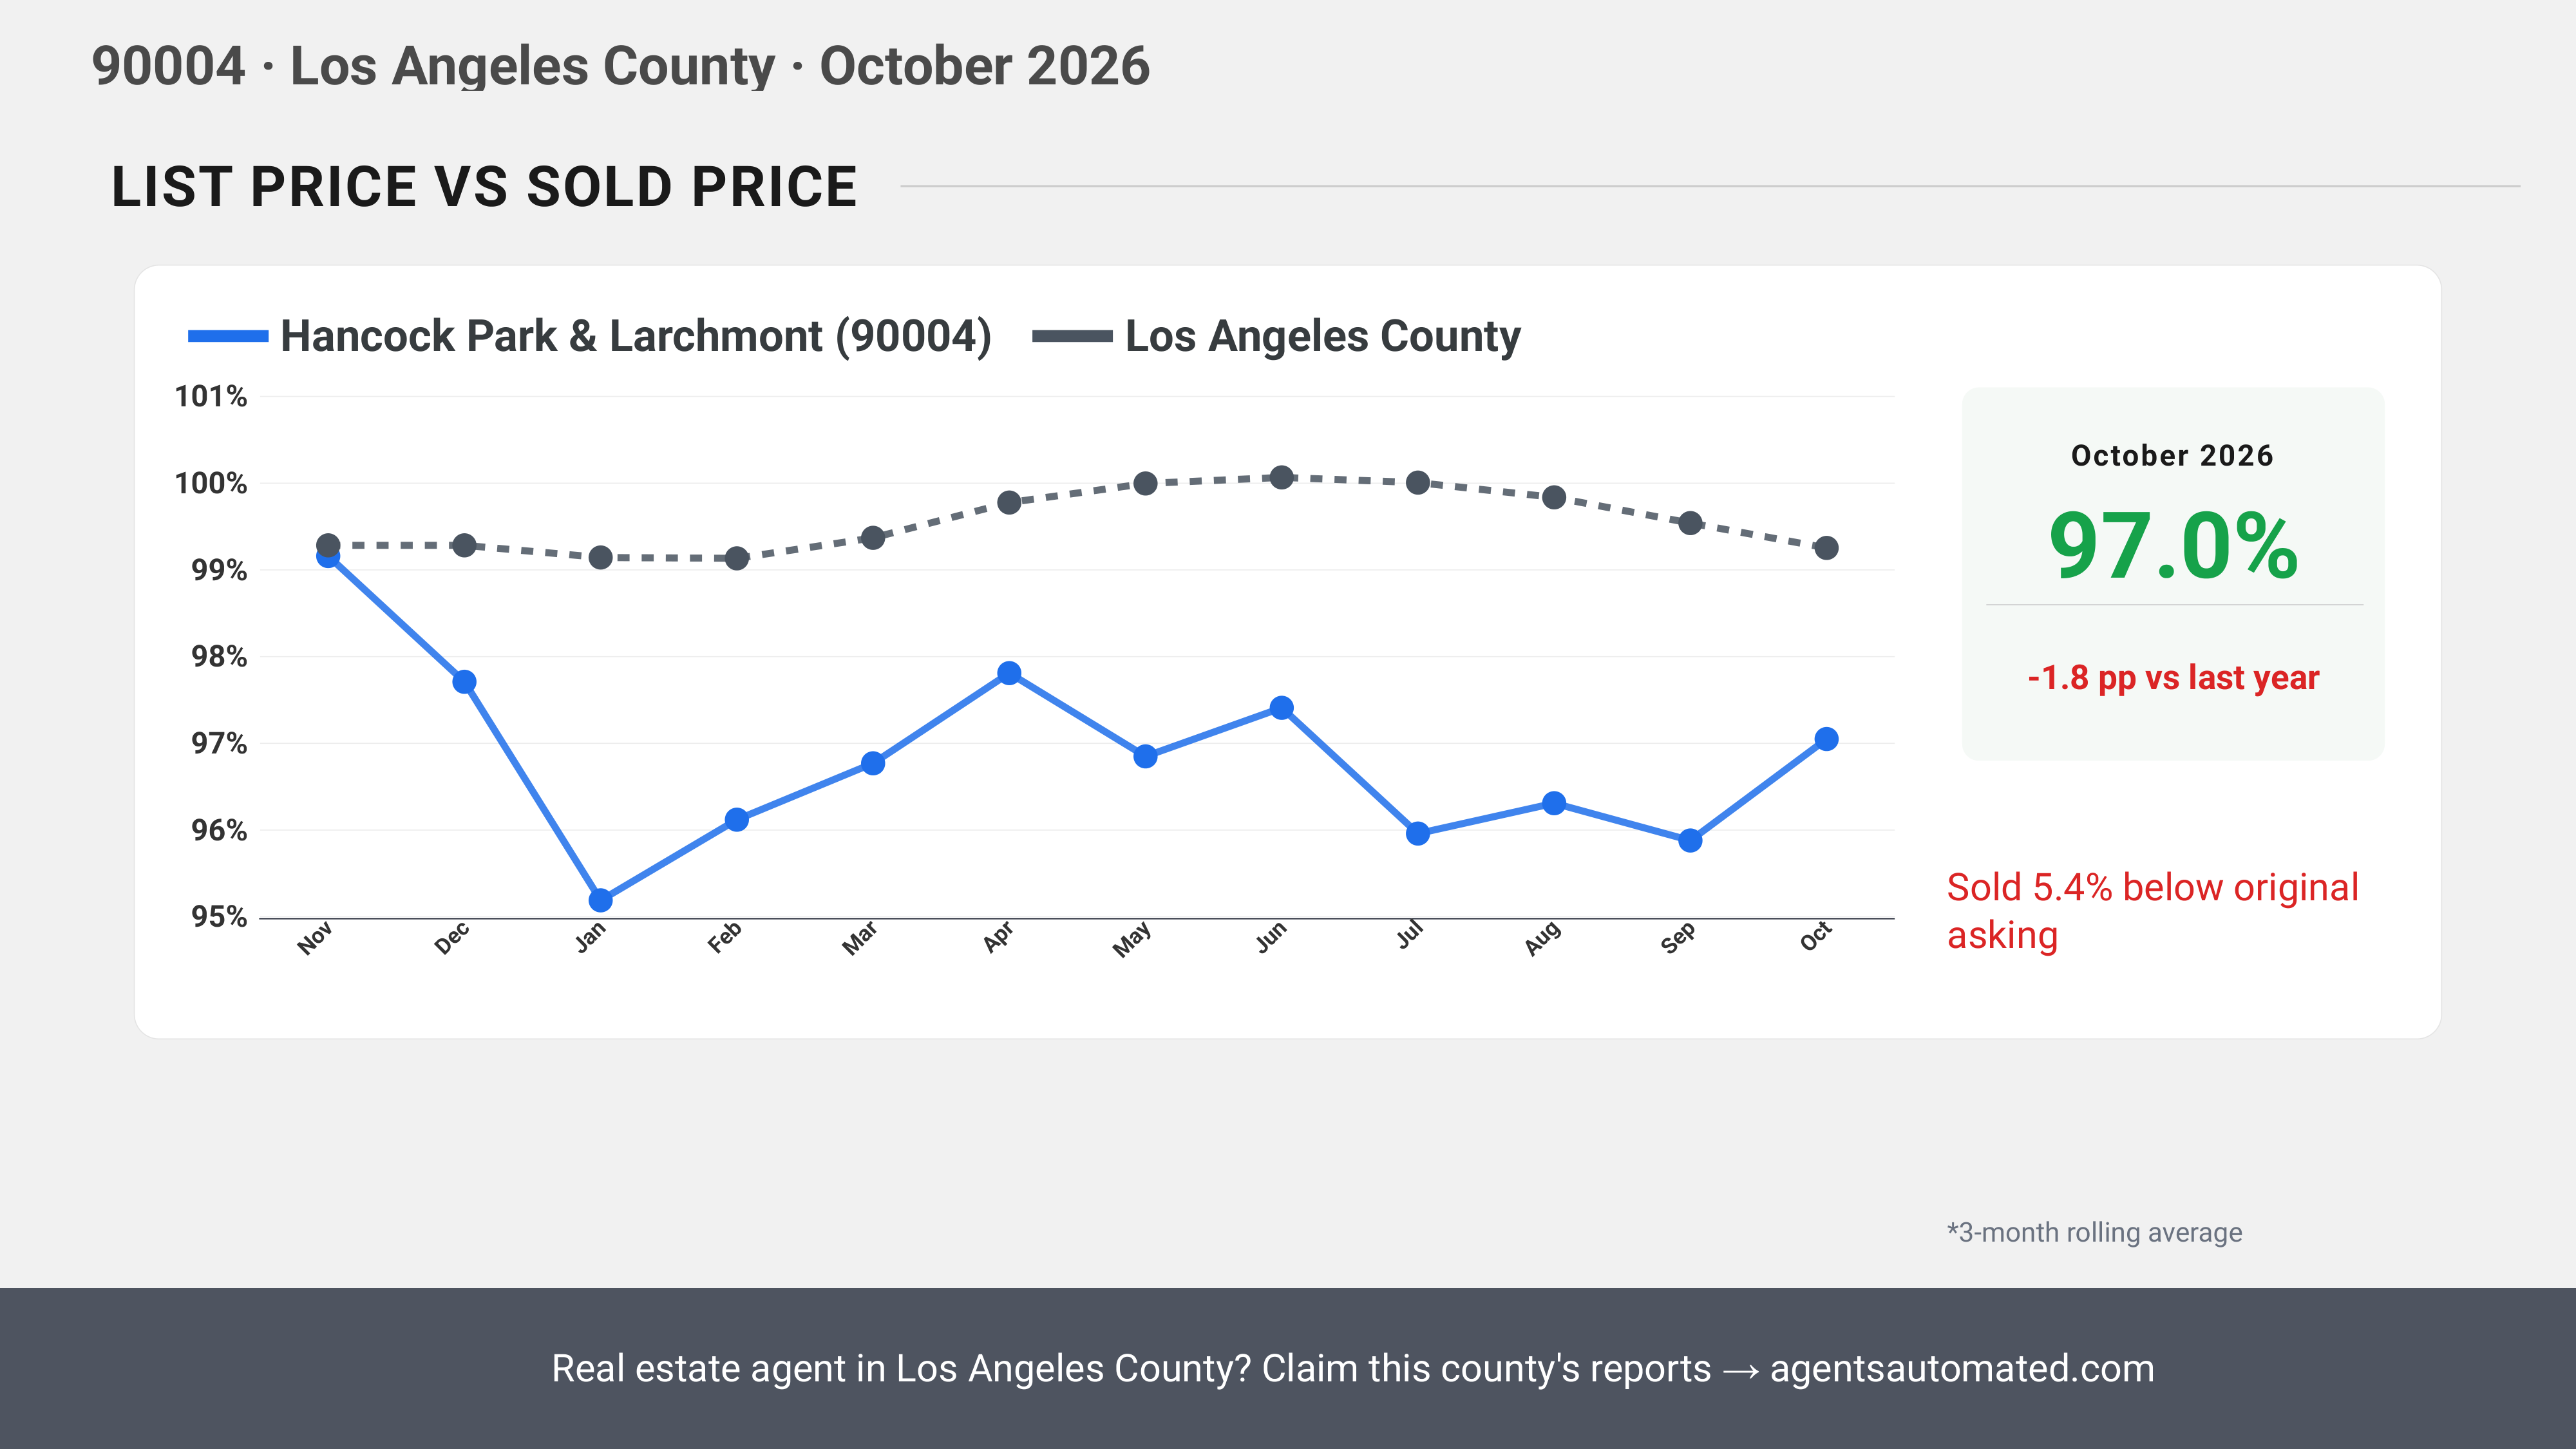 90004 · Los Angeles County · October 2026
LIST PRICE VS SOLD PRICE
Hancock Park & Larchmont (90004)
Los Angeles County
101%
100%
99%
98%
97%
96%
95%
Nov
Dec
Jan
Feb
Mar
Apr
May
Jun
Jul
Aug
Sep
Oct
October 2026
97.0%
-1.8 pp vs last year
Sold 5.4% below original
asking
*3-month rolling average
Real estate agent in Los Angeles County? Claim this county's reports → agentsautomated.com